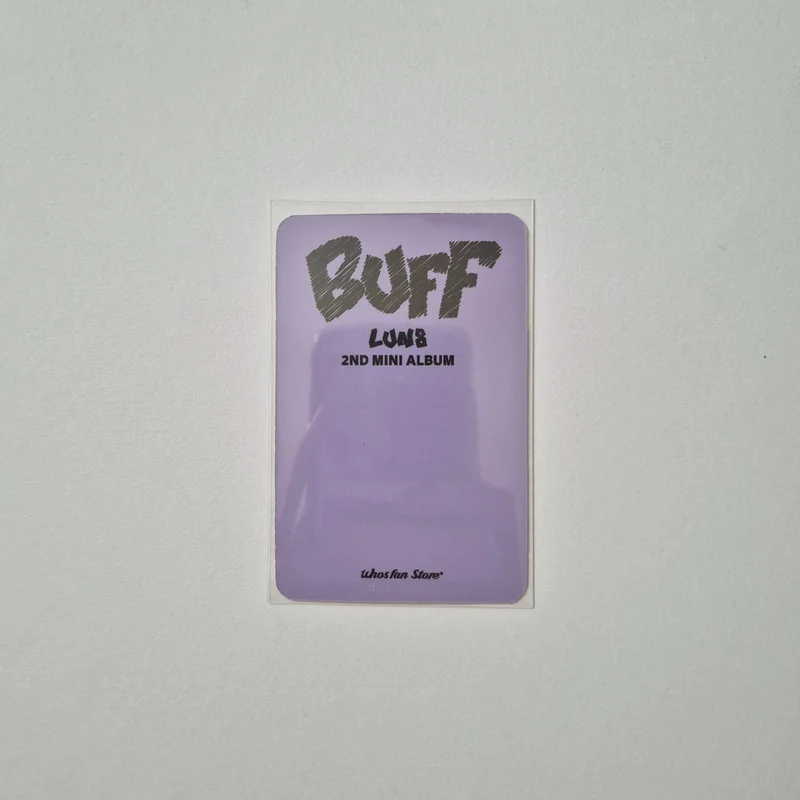 BUFF
LUN8
2ND MINI ALBUM
Whosfan Store